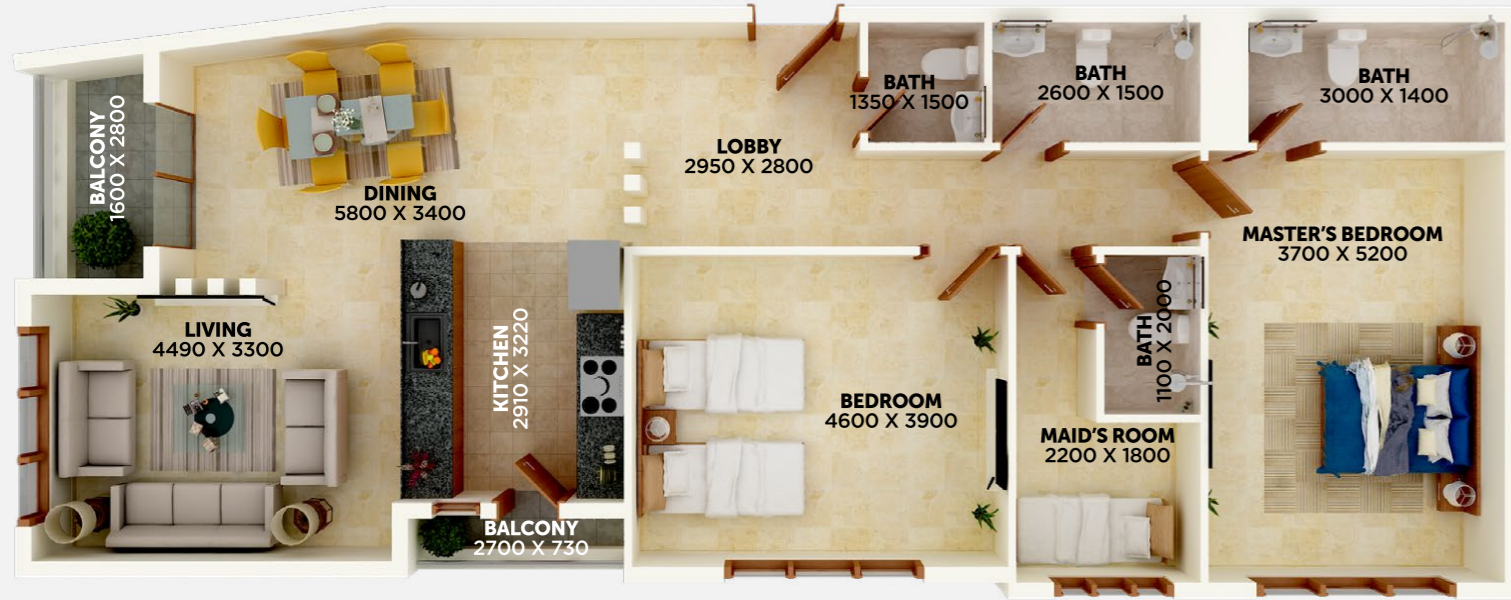 BALCONY
1600 X 2800
DINING
5800 X 3400
LOBBY
2950 X 2800
BATH
1350 X 1500
BATH
2600 X 1500
BATH
3000 X 1400
MASTER'S BEDROOM
3700 X 5200
LIVING
4490 X 3300
KITCHEN
2910 X 3220
BEDROOM
4600 X 3900
BATH
1100 X 2000
MAID'S ROOM
2200 X 1800
BALCONY
2700 X 730